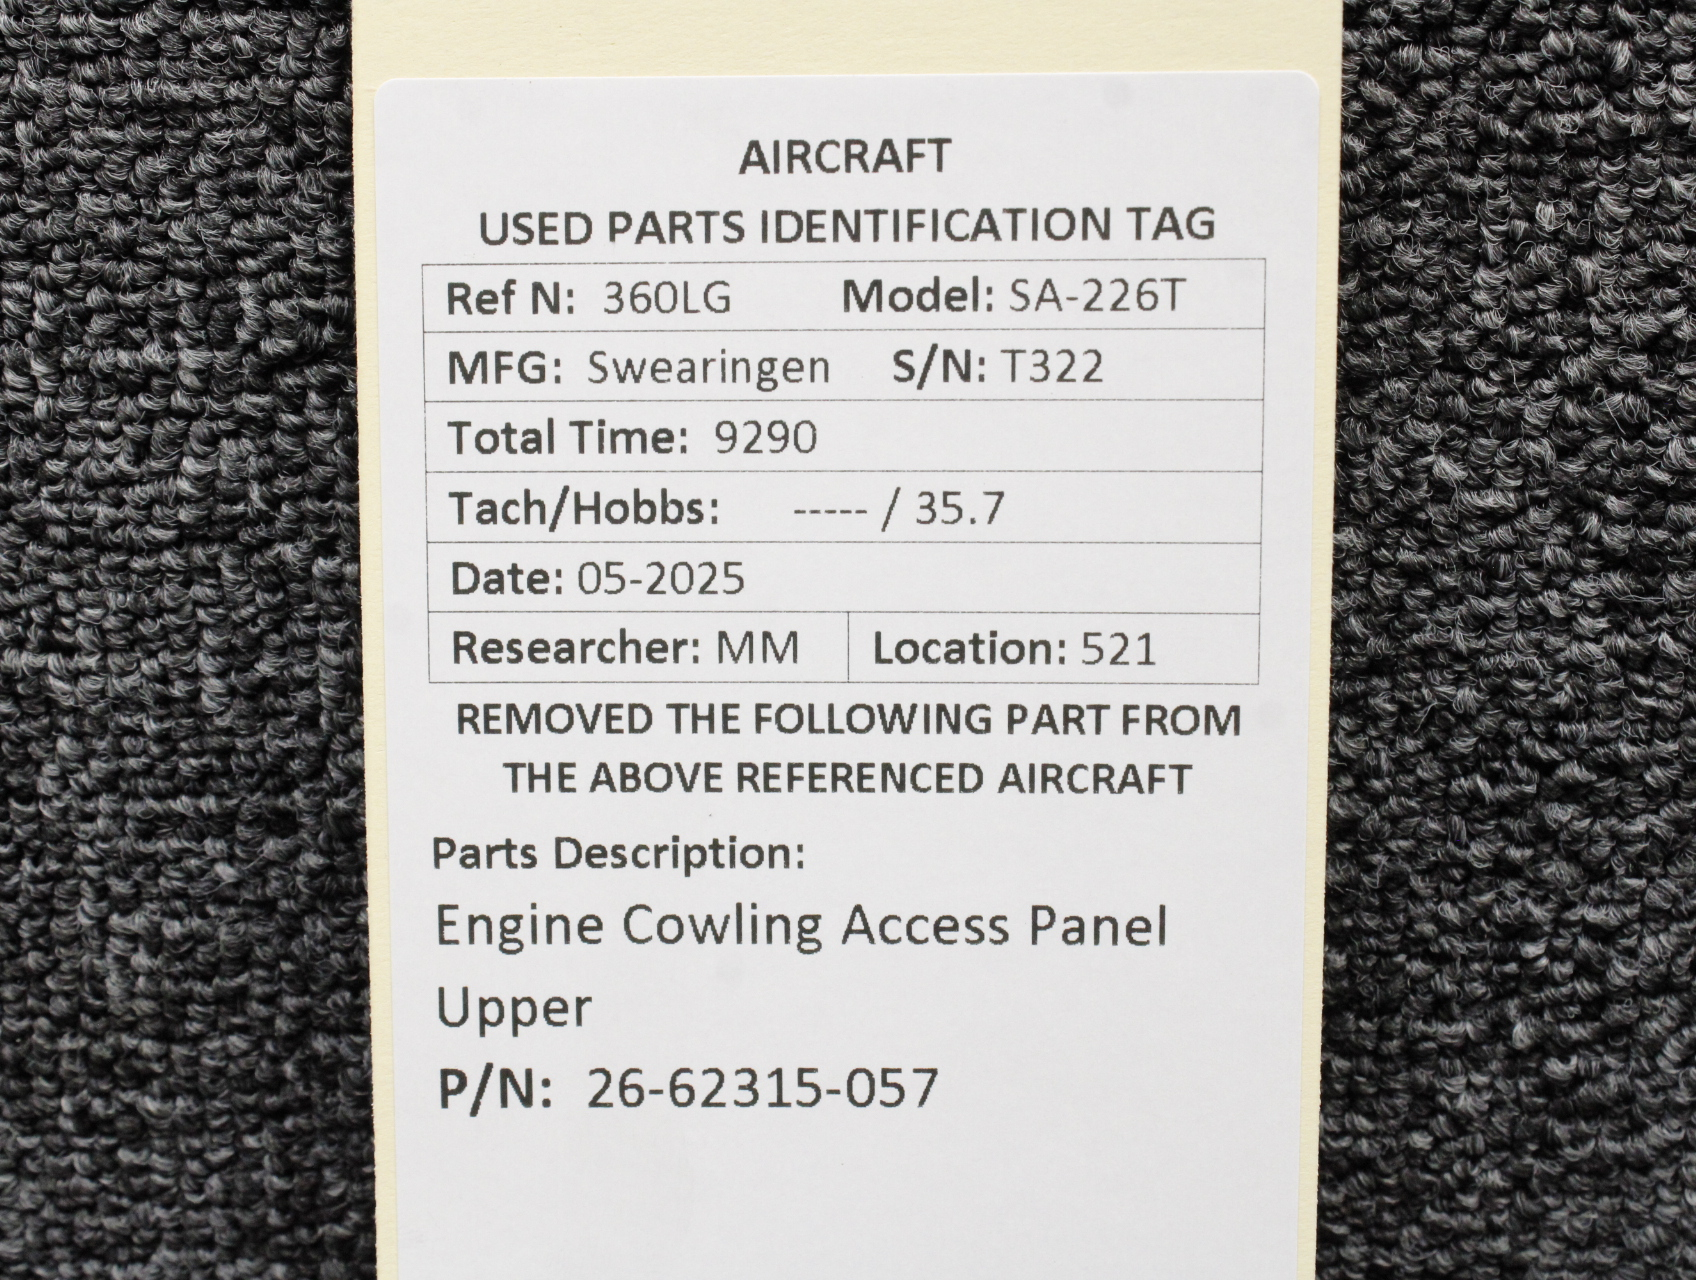 AIRCRAFT
USED PARTS IDENTIFICATION TAG
Ref N: 360LG Model: SA-226T
MFG: Swearingen S/N: T322
Total Time: 9290
Tach/Hobbs: ----- / 35.7
Date: 05-2025
Researcher: MM Location: 521
REMOVED THE FOLLOWING PART FROM
THE ABOVE REFERENCED AIRCRAFT
Parts Description:
Engine Cowling Access Panel
Upper
P/N: 26-62315-057